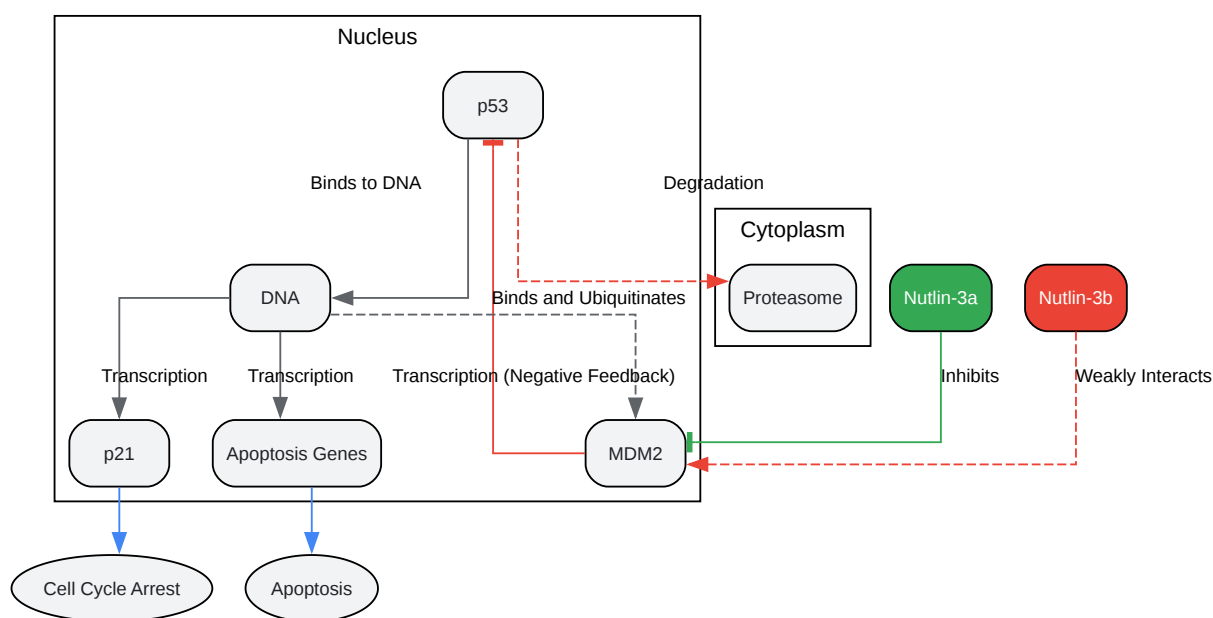 Nucleus
p53
Binds to DNA
Degradation
Cytoplasm
DNA
Binds and Ubiquitinates
Proteasome
Nutlin-3a
Nutlin-3b
Transcription
Transcription
Transcription (Negative Feedback)
Inhibits
Weakly Interacts
p21
Apoptosis Genes
MDM2
Cell Cycle Arrest
Apoptosis